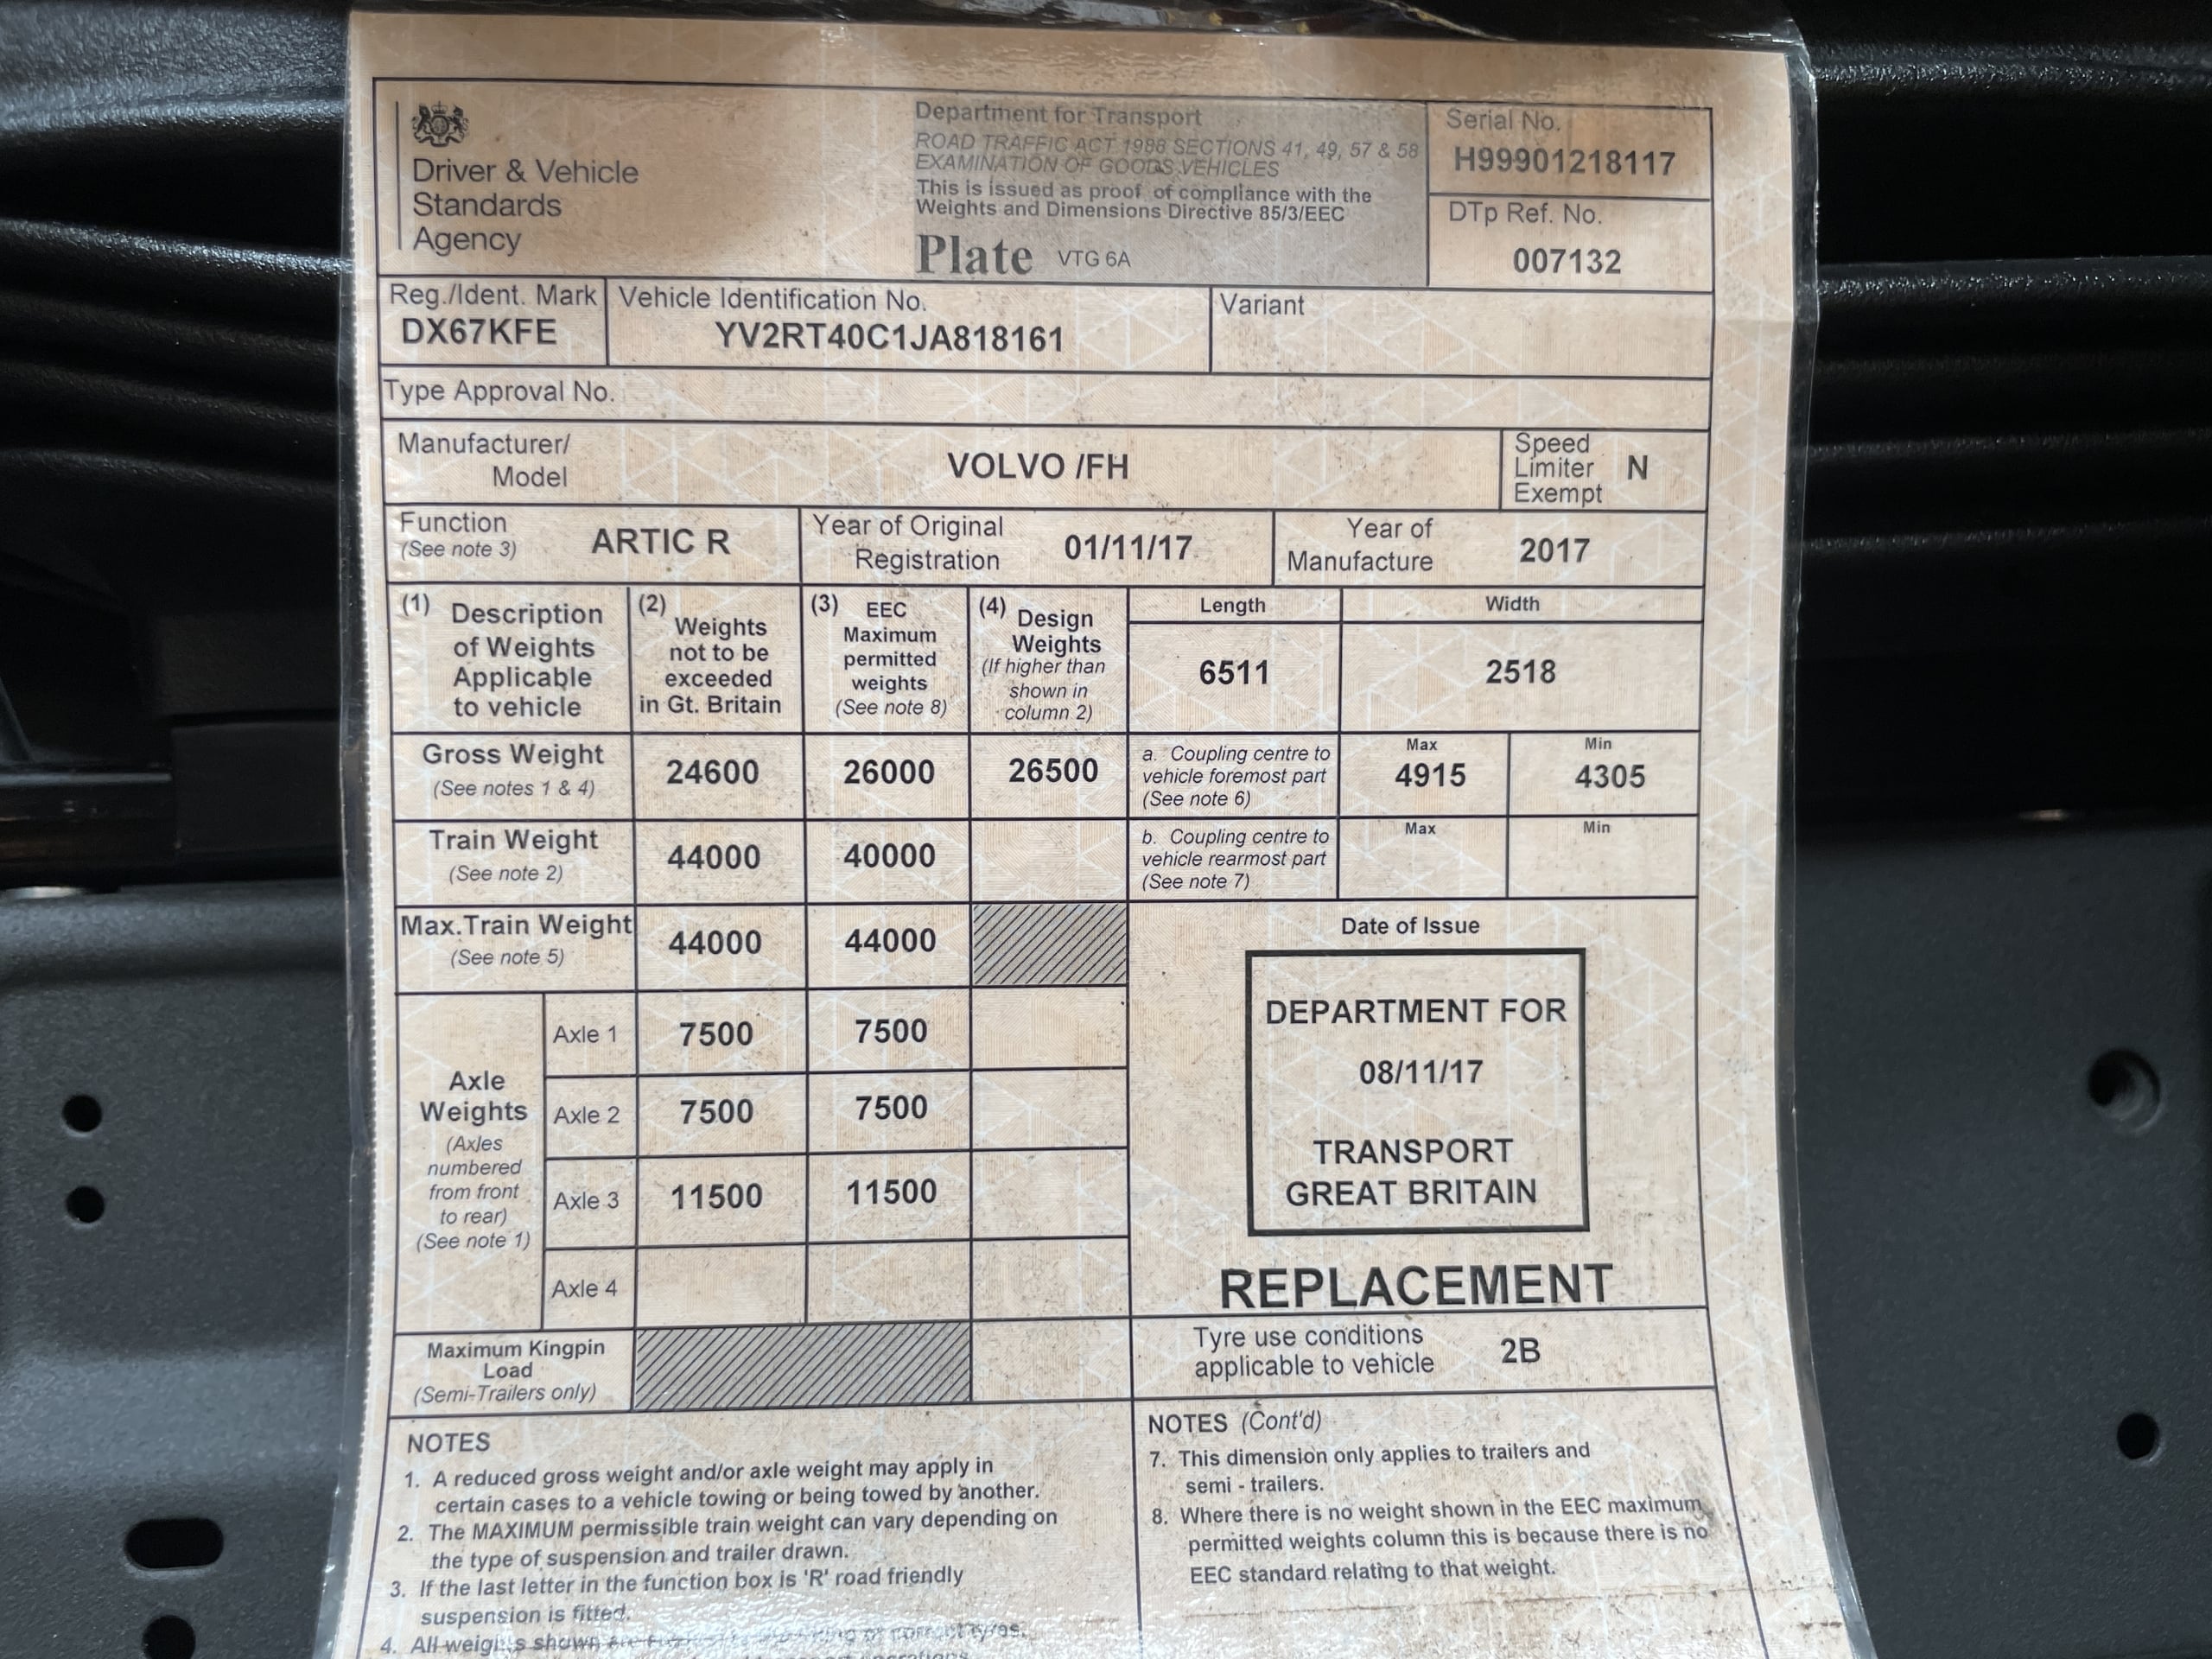 Driver & Vehicle
Standards
Agency
Department for Transport
ROAD TRAFFIC ACT 1988 SECTIONS 41, 49, 57 & 58
EXAMINATION OF GOODS VEHICLES
This is issued as proof of compliance with the
Weights and Dimensions Directive 85/3/EEC
Plate VTG 6A
Serial No.
H99901218117
DTp Ref. No.
007132
Reg./Ident. Mark
DX67KFE
Vehicle Identification No.
YV2RT40C1JA818161
Variant
Type Approval No.
Manufacturer/
Model
VOLVO /FH
Speed
Limiter
Exempt
N
Function
(See note 3)
ARTIC R
Year of Original
Registration
01/11/17
Year of
Manufacture
2017
(1) Description
of Weights
Applicable
to vehicle
(2) Weights
not to be
exceeded
in Gt. Britain
(3) EEC
Maximum
permitted
weights
(See note 8)
(4) Design
Weights
(If higher than
shown in
column 2)
Length
6511
Width
2518
Gross Weight
(See notes 1 & 4)
24600
26000
26500
a. Coupling centre to
vehicle foremost part
(See note 6)
Max
4915
Min
4305
Train Weight
(See note 2)
44000
40000
b. Coupling centre to
vehicle rearmost part
(See note 7)
Max
Min
Max.Train Weight
(See note 5)
44000
44000
Axle
Weights
(Axles
numbered
from front
to rear)
(See note 1)
Axle 1
7500
7500
Axle 2
7500
7500
Axle 3
11500
11500
Axle 4
Maximum Kingpin
Load
(Semi-Trailers only)
Date of Issue
DEPARTMENT FOR
08/11/17
TRANSPORT
GREAT BRITAIN
REPLACEMENT
Tyre use conditions
applicable to vehicle
2B
NOTES
1. A reduced gross weight and/or axle weight may apply in
certain cases to a vehicle towing or being towed by another.
2. The MAXIMUM permissible train weight can vary depending on
the type of suspension and trailer drawn.
3. If the last letter in the function box is 'R' road friendly
suspension is fitted.
4. All weights shown are
NOTES (Cont'd)
7. This dimension only applies to trailers and
semi - trailers.
8. Where there is no weight shown in the EEC maximum
permitted weights column this is because there is no
EEC standard relating to that weight.